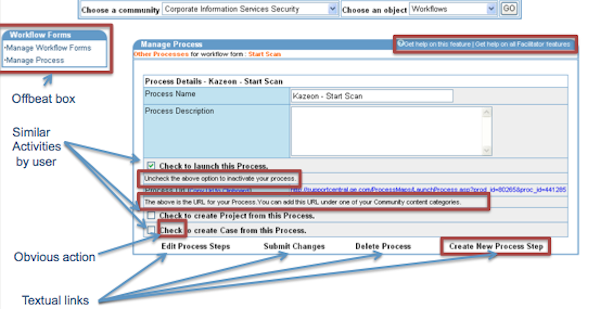 Choose a community Corporate Information Services Security Choose an object Workflows GO
Workflow Forms
-Manage Workflow Forms
-Manage Process
Manage Process
Get help on this feature | Get help on all Facilitator features
Other Processes for workflow form : Start Scan
Offbeat box
Process Details - Kazeon - Start Scan
Process Name Kazeon - Start Scan
Process Description
Similar
Activities
by user
Check to launch this Process.
Uncheck the above option to inactivate your process.
Process URL
http://supportcentral.ge.com/ProcessMaps/LaunchProcess.asp?prod_id=80265&proc_id=441285
The above is the URL for your Process.You can add this URL under one of your Community content categories.
Check to create Project from this Process.
Check to create Case from this Process.
Obvious action
Edit Process Steps Submit Changes Delete Process Create New Process Step
Textual links